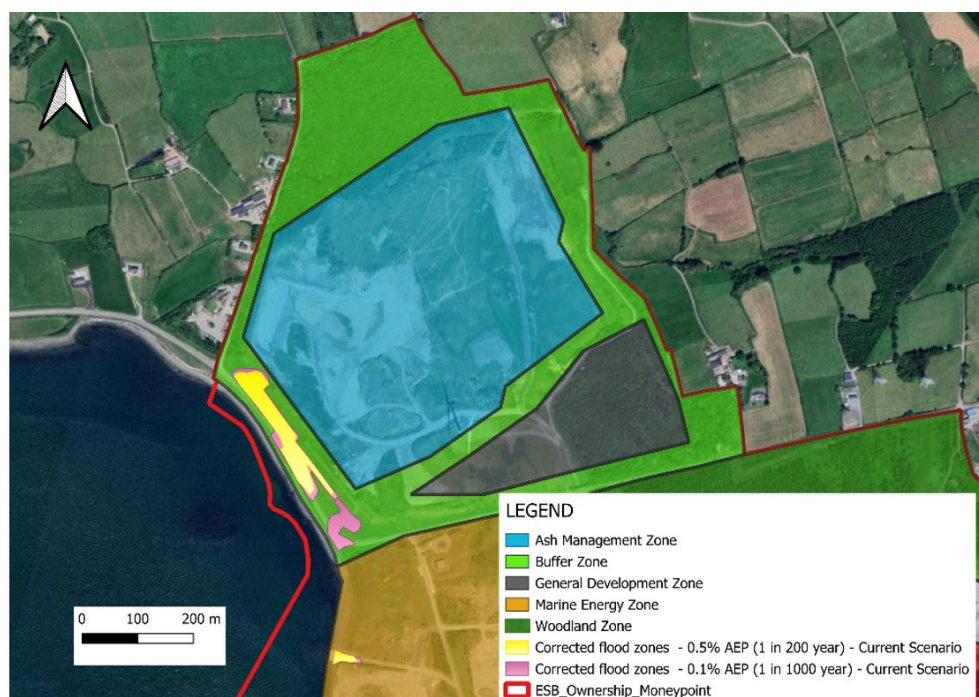 0 100 200 m
LEGEND
Ash Management Zone
Buffer Zone
General Development Zone
Marine Energy Zone
Woodland Zone
Corrected flood zones - 0.5% AEP (1 in 200 year) - Current Scenario
Corrected flood zones - 0.1% AEP (1 in 1000 year) - Current Scenario
ESB_Ownership_Moneypoint